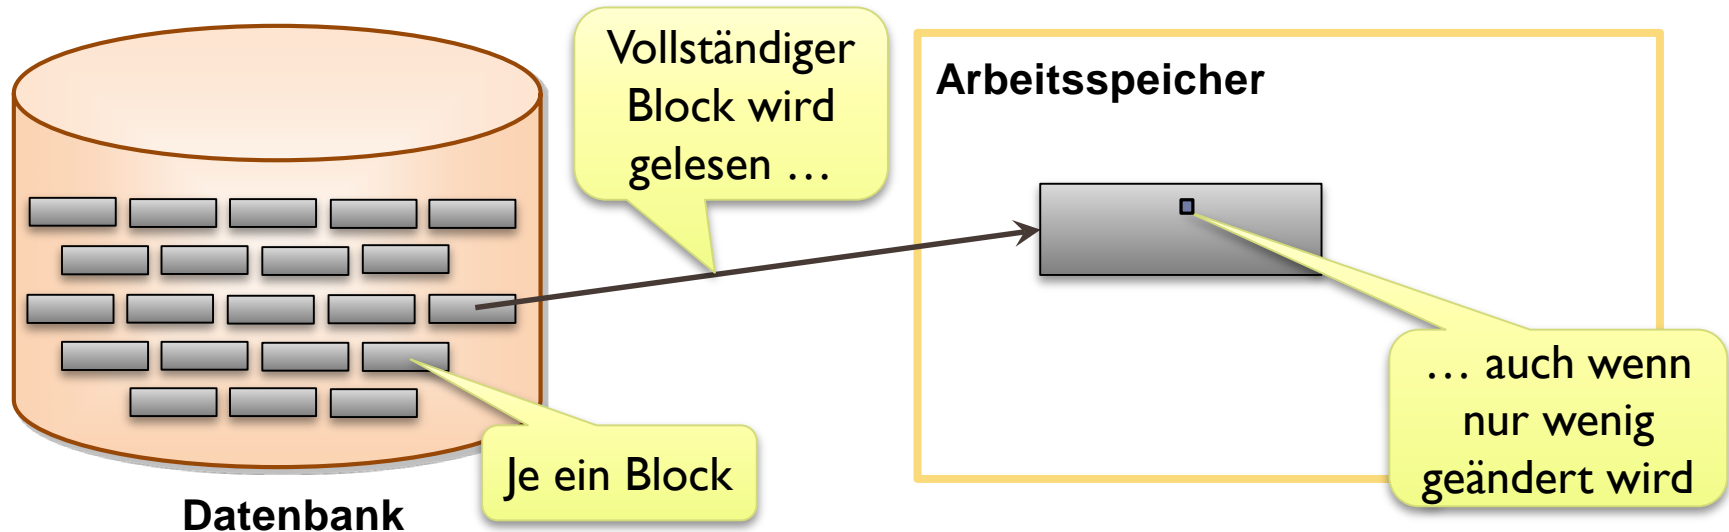 Vollständiger
Block wird
gelesen …
Arbeitsspeicher
… auch wenn
nur wenig
geändert wird
Je ein Block
Datenbank